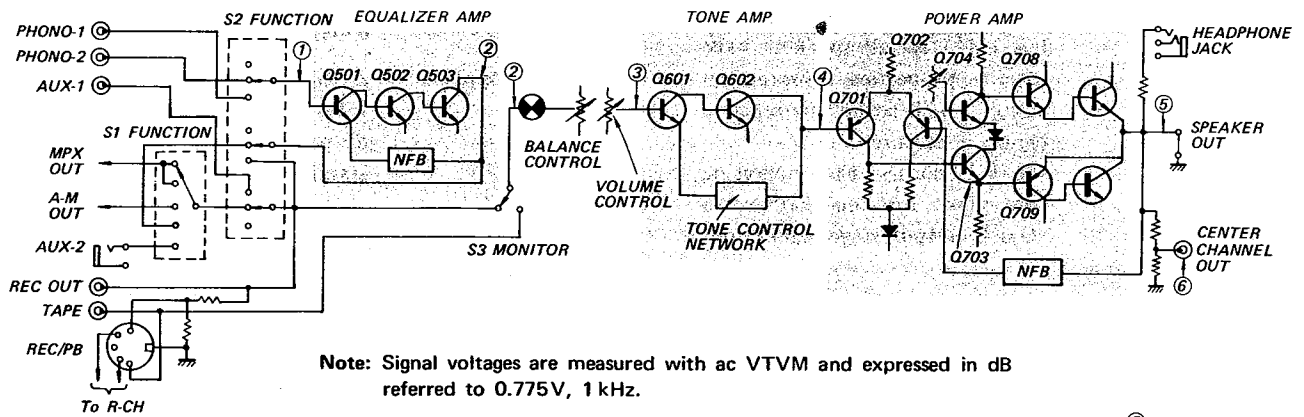 S2 FUNCTION
EQUALIZER AMP
TONE AMP
POWER AMP
PHONO-1
PHONO-2
AUX-1
①
②
Q501
Q502
Q503
NFB
②
BALANCE
CONTROL
VOLUME
CONTROL
③
Q601
Q602
TONE CONTROL
NETWORK
④
Q701
Q702
Q704
Q708
Q703
Q709
NFB
HEADPHONE
JACK
⑤
SPEAKER
OUT
CENTER
CHANNEL
OUT
⑥
S1 FUNCTION
MPX
OUT
A-M
OUT
AUX-2
REC OUT
TAPE
REC/PB
To R-CH
S3 MONITOR
Note: Signal voltages are measured with ac VTVM and expressed in dB
referred to 0.775V, 1 kHz.